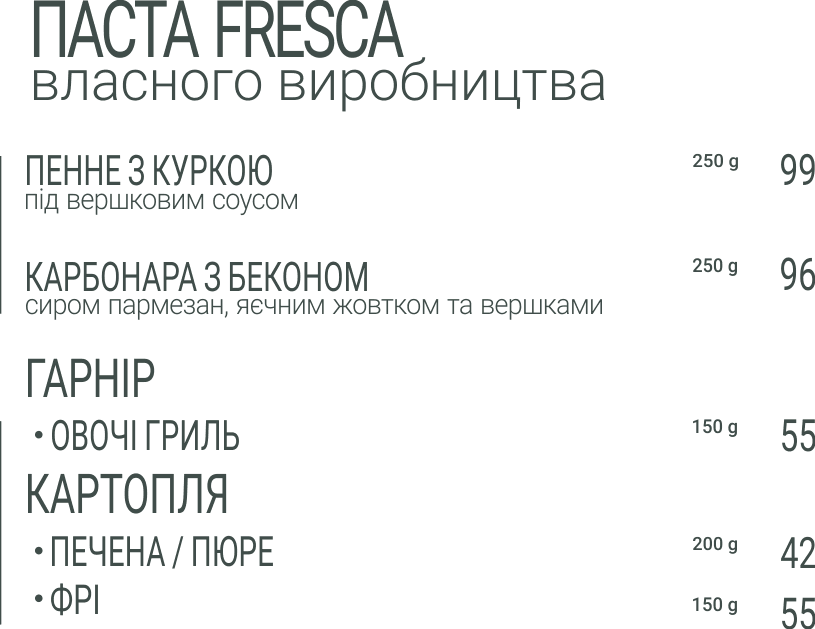 ПАСТА FRESCA
власного виробництва
ПЕННЕ З КУРКОЮ 250 g 99
під вершковим соусом
КАРБОНАРА З БЕКОНОМ 250 g 96
сиром пармезан, яєчним жовтком та вершками
ГАРНІР
• ОВОЧІ ГРИЛЬ 150 g 55
КАРТОПЛЯ
• ПЕЧЕНА / ПЮРЕ 200 g 42
• ФРІ 150 g 55